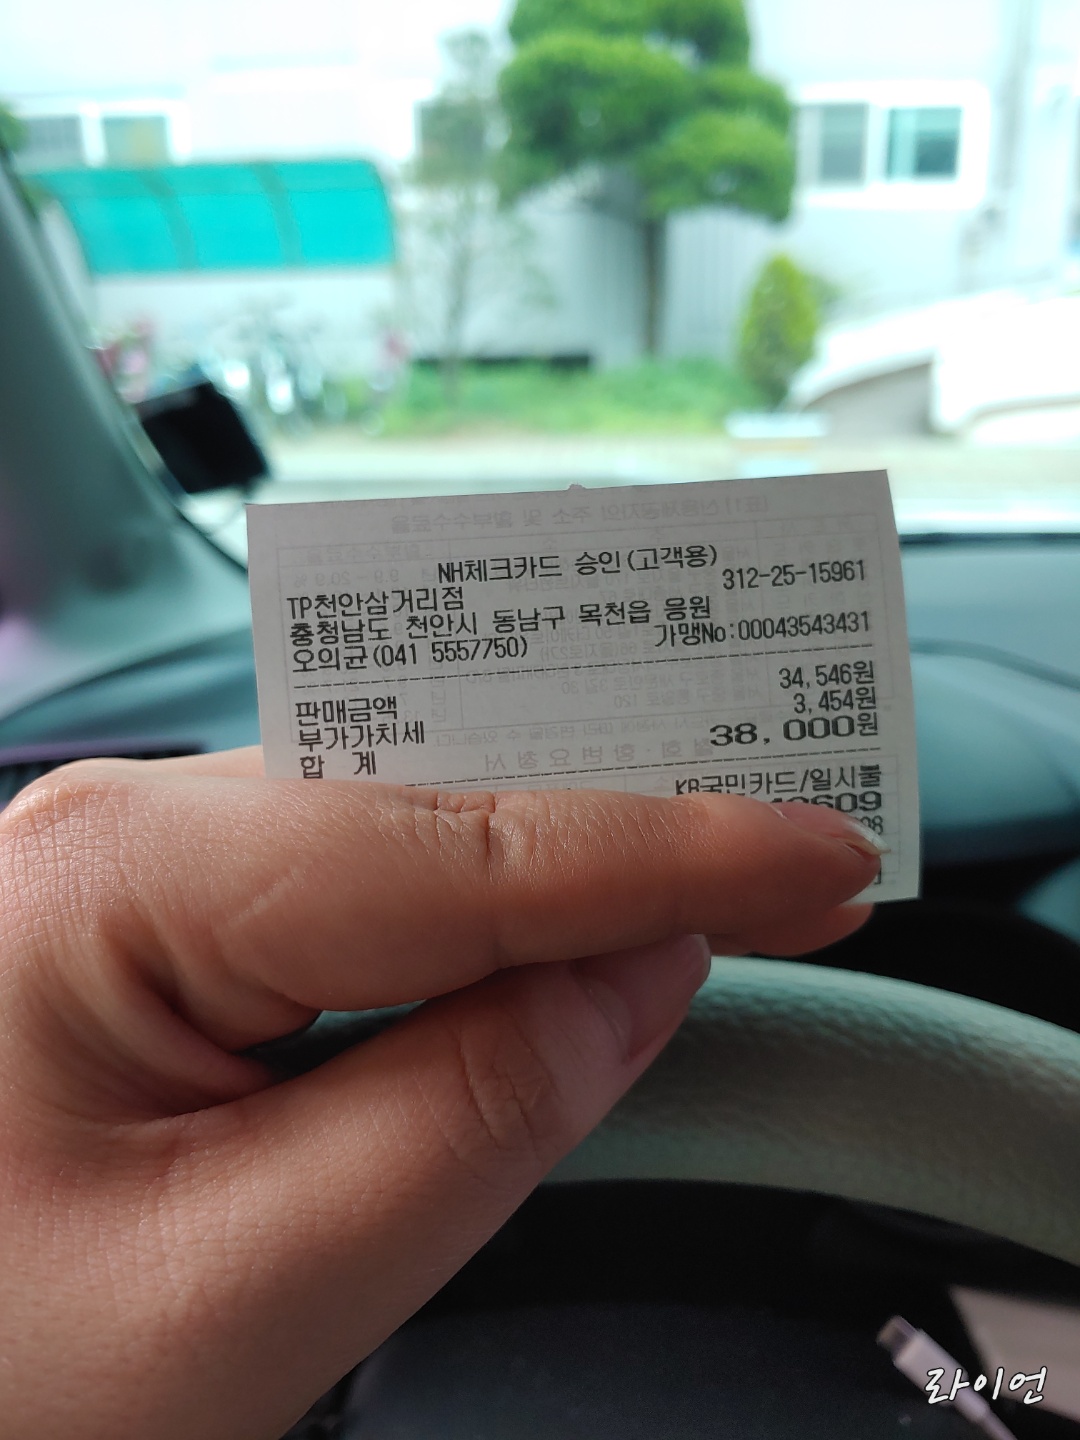 NH체크카드 승인(고객용)
TP천안삼거리점 312-25-15961
충청남도 천안시 동남구 목천읍 응원
오의균(041 5557750) 가맹No:00043543431
판매금액 34,546원
부가가치세 3,454원
합 계 38,000원
KB국민카드/일시불
라이언